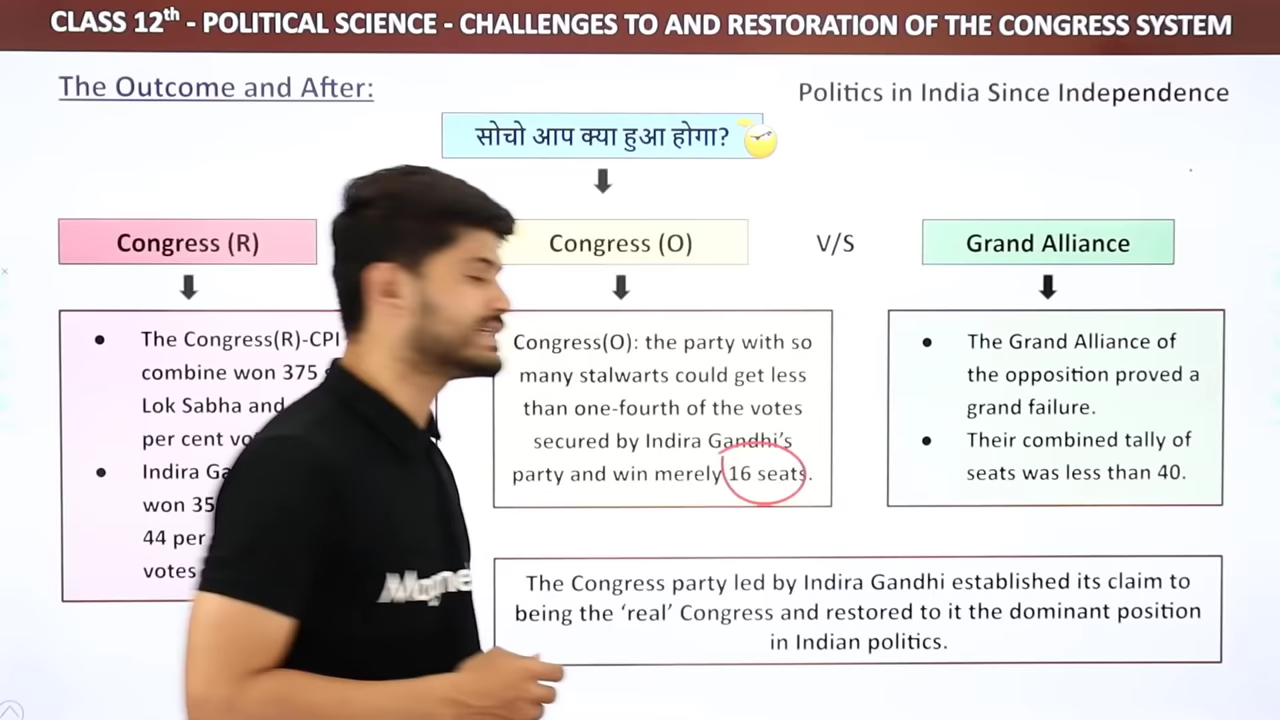 CLASS 12th - POLITICAL SCIENCE - CHALLENGES TO AND RESTORATION OF THE CONGRESS SYSTEM
The Outcome and After:
Politics in India Since Independence
सोचो आप क्या हुआ होगा?
Congress (R)
Congress (O)
V/S
Grand Alliance
The Congress(R)-CPI
combine won 375
Lok Sabha and
per cent
Indira
won
44 per
votes
Congress(O): the party with so
many stalwarts could get less
than one-fourth of the votes
secured by Indira Gandhi's
party and win merely 16 seats.
The Grand Alliance of
the opposition proved a
grand failure.
Their combined tally of
seats was less than 40.
The Congress party led by Indira Gandhi established its claim to
being the ‘real’ Congress and restored to it the dominant position
in Indian politics.